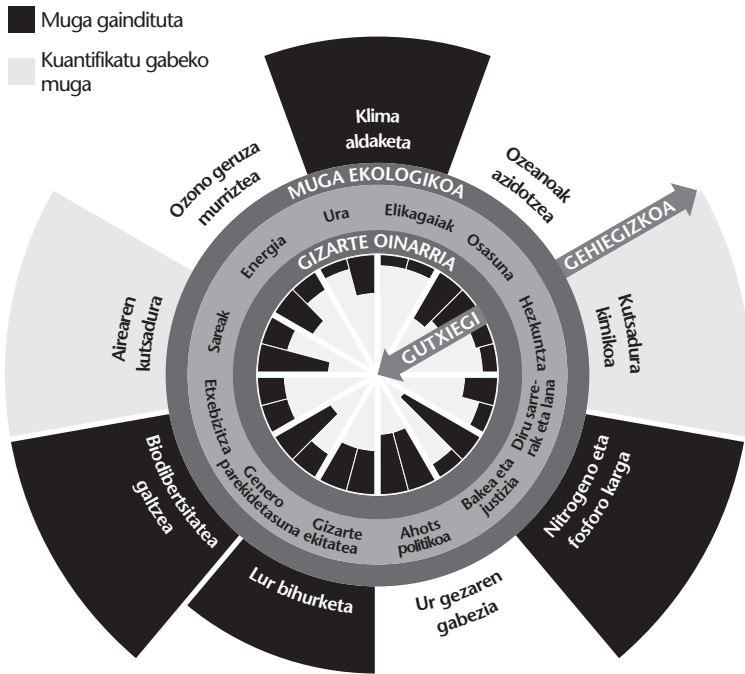 Muga gaindituta
Kuantifikatu gabeko
muga
Klima
aldaketa
Ozeanoak
azidotzea
GEHIEGIZKOA
Kutsadura
kimikoa
Nitrogeno eta
fosforo karga
Ur gezaren
gabezia
Lur bihurketa
Biodibertsitatea
galtzea
Airearen
kutsadura
Ozono geruza
murriztea
MUGA EKOLOGIKOA
Ura
Elikagaiak
Osasuna
Hezkuntza
Diru sarre-
rak eta lana
Bakea eta
justizia
Ahots
politikoa
Gizarte
ekitatea
Genero
parekidetasuna
Etxebizitza
Sareak
Energia
GIZARTE OINARRIA
GUTXIEGI